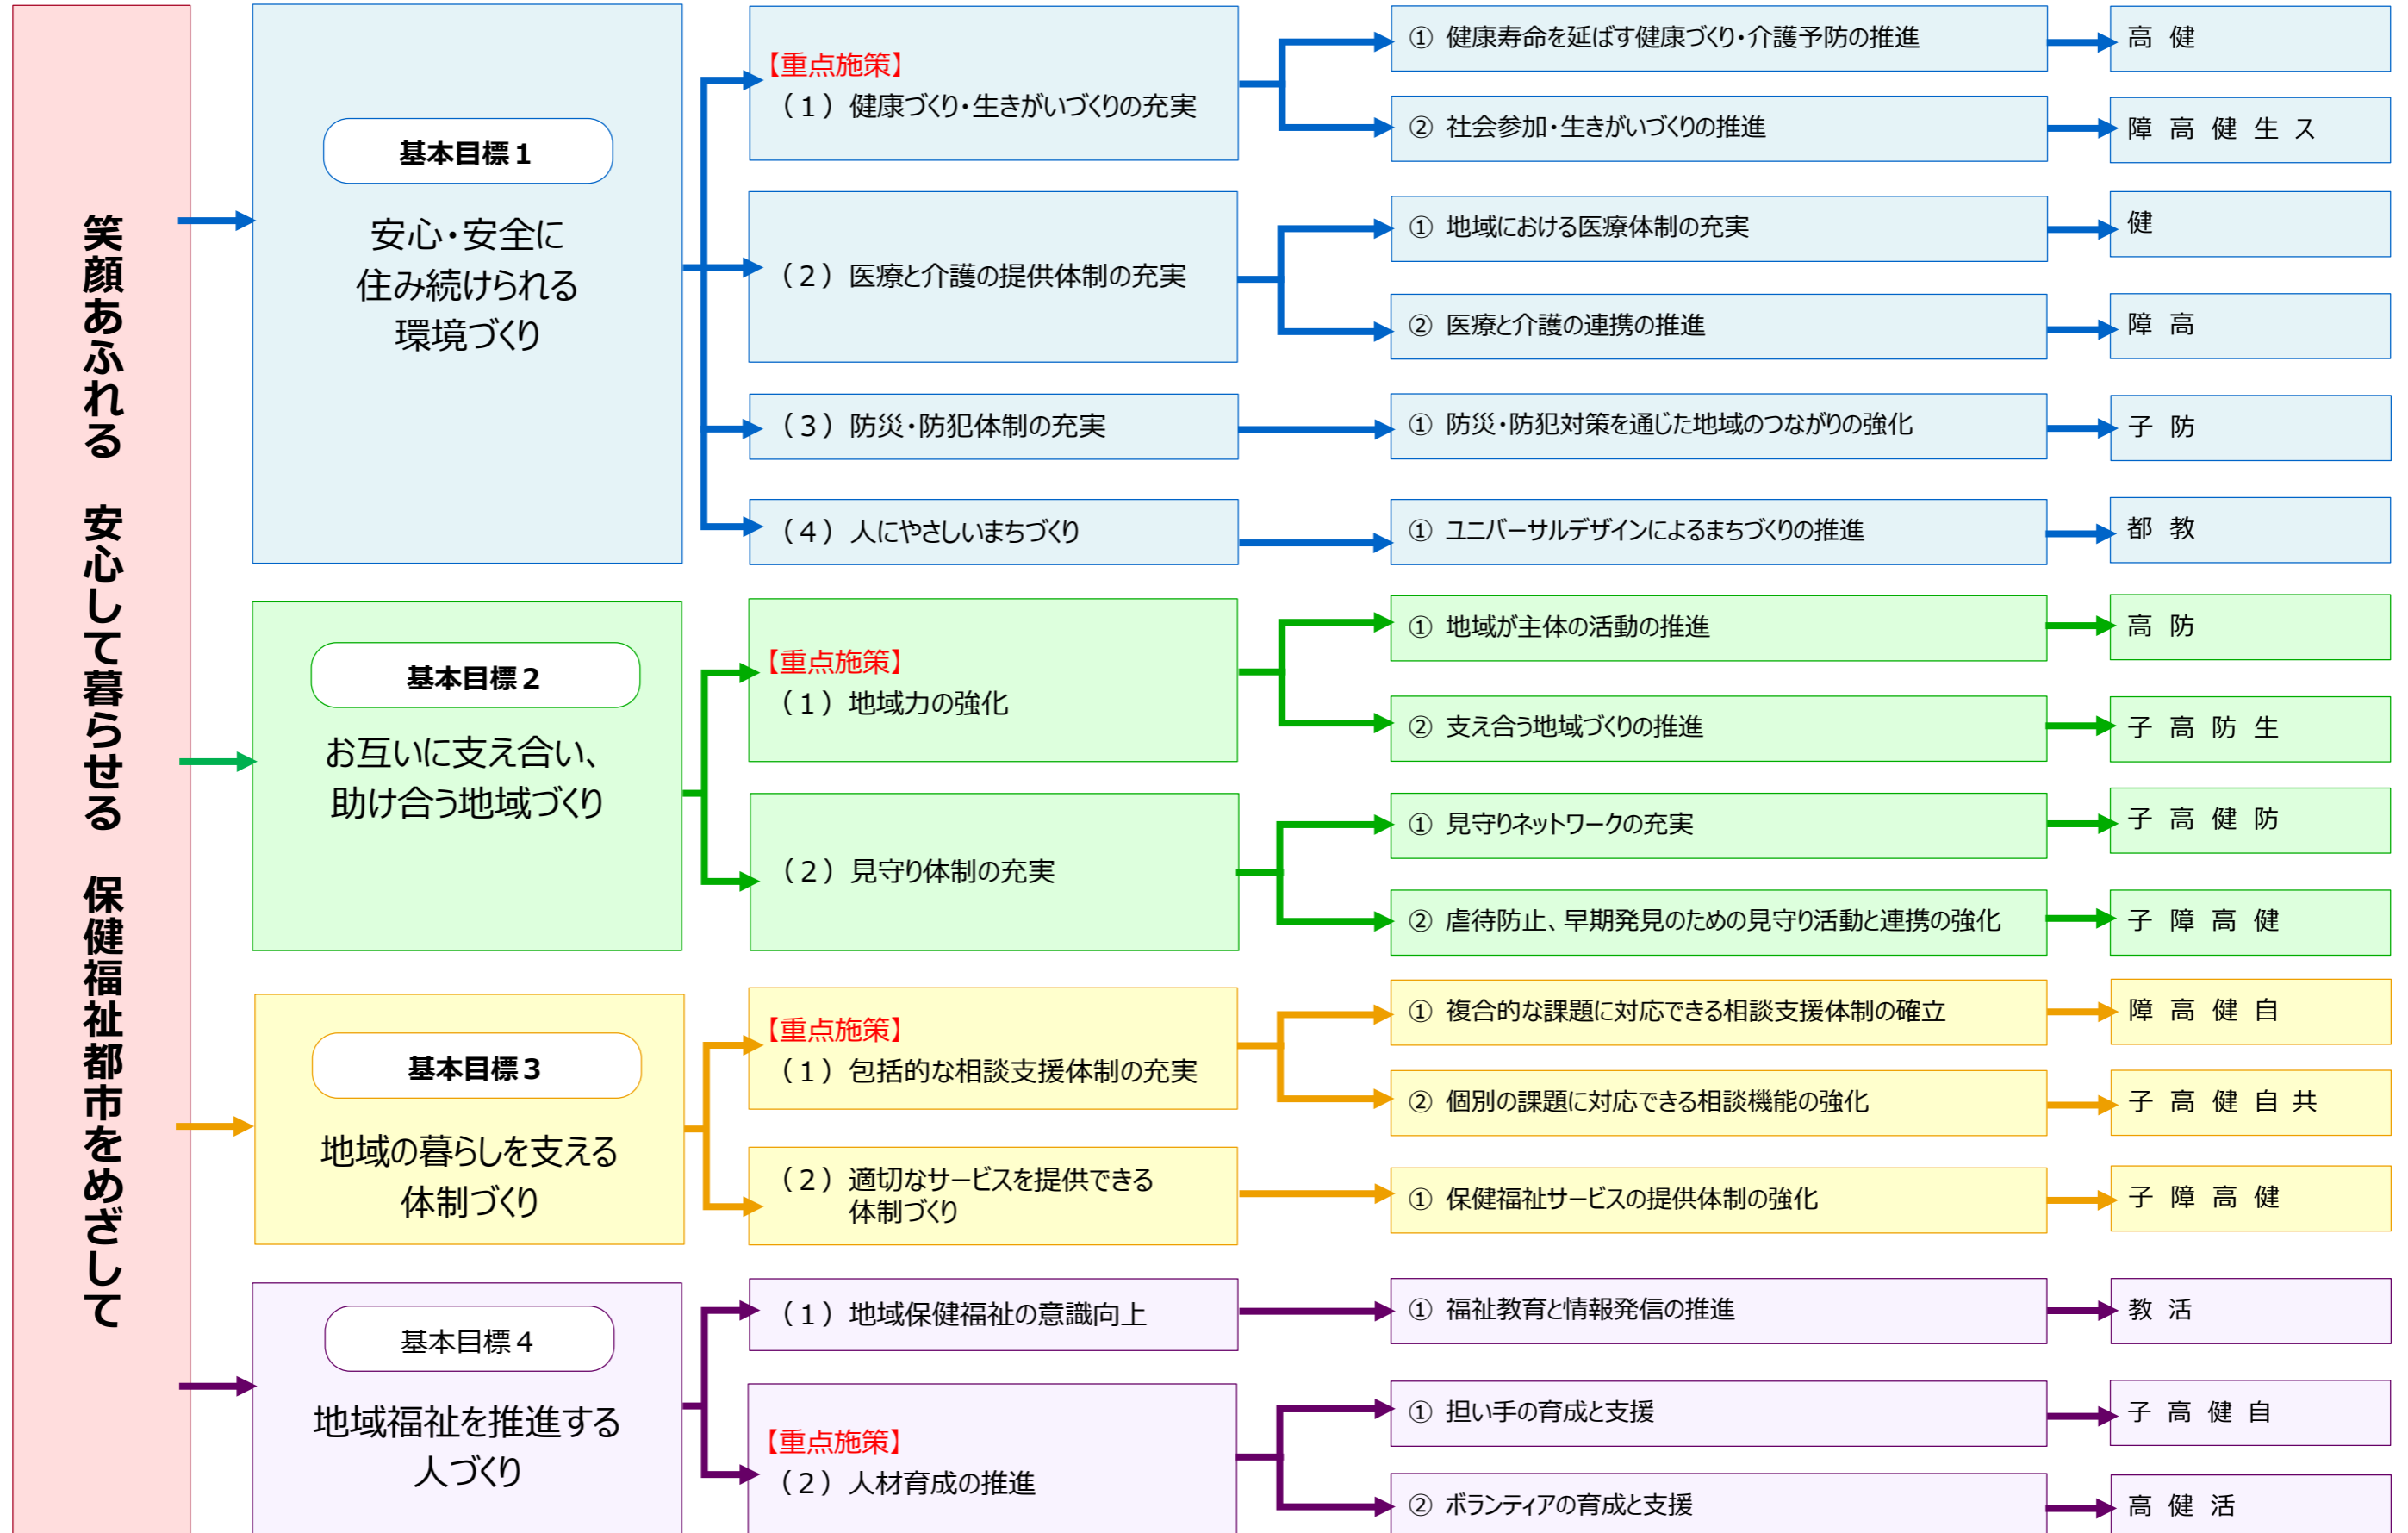 笑顔あふれる　安心して暮らせる　保健福祉都市をめざして
基本目標１
安心・安全に
住み続けられる
環境づくり
【重点施策】
（１）健康づくり・生きがいづくりの充実
① 健康寿命を延ばす健康づくり・介護予防の推進
高 健
② 社会参加・生きがいづくりの推進
障 高 健 生 ス
（２）医療と介護の提供体制の充実
① 地域における医療体制の充実
健
② 医療と介護の連携の推進
障 高
（３）防災・防犯体制の充実
① 防災・防犯対策を通じた地域のつながりの強化
子 防
（４）人にやさしいまちづくり
① ユニバーサルデザインによるまちづくりの推進
都 教
基本目標２
お互いに支え合い、
助け合う地域づくり
【重点施策】
（１）地域力の強化
① 地域が主体の活動の推進
高 防
② 支え合う地域づくりの推進
子 高 防 生
（２）見守り体制の充実
① 見守りネットワークの充実
子 高 健 防
② 虐待防止、早期発見のための見守り活動と連携の強化
子 障 高 健
基本目標３
地域の暮らしを支える
体制づくり
【重点施策】
（１）包括的な相談支援体制の充実
① 複合的な課題に対応できる相談支援体制の確立
障 高 健 自
② 個別の課題に対応できる相談機能の強化
子 高 健 自 共
（２）適切なサービスを提供できる
体制づくり
① 保健福祉サービスの提供体制の強化
子 障 高 健
基本目標４
地域福祉を推進する
人づくり
（１）地域保健福祉の意識向上
① 福祉教育と情報発信の推進
教 活
【重点施策】
（２）人材育成の推進
① 担い手の育成と支援
子 高 健 自
② ボランティアの育成と支援
高 健 活